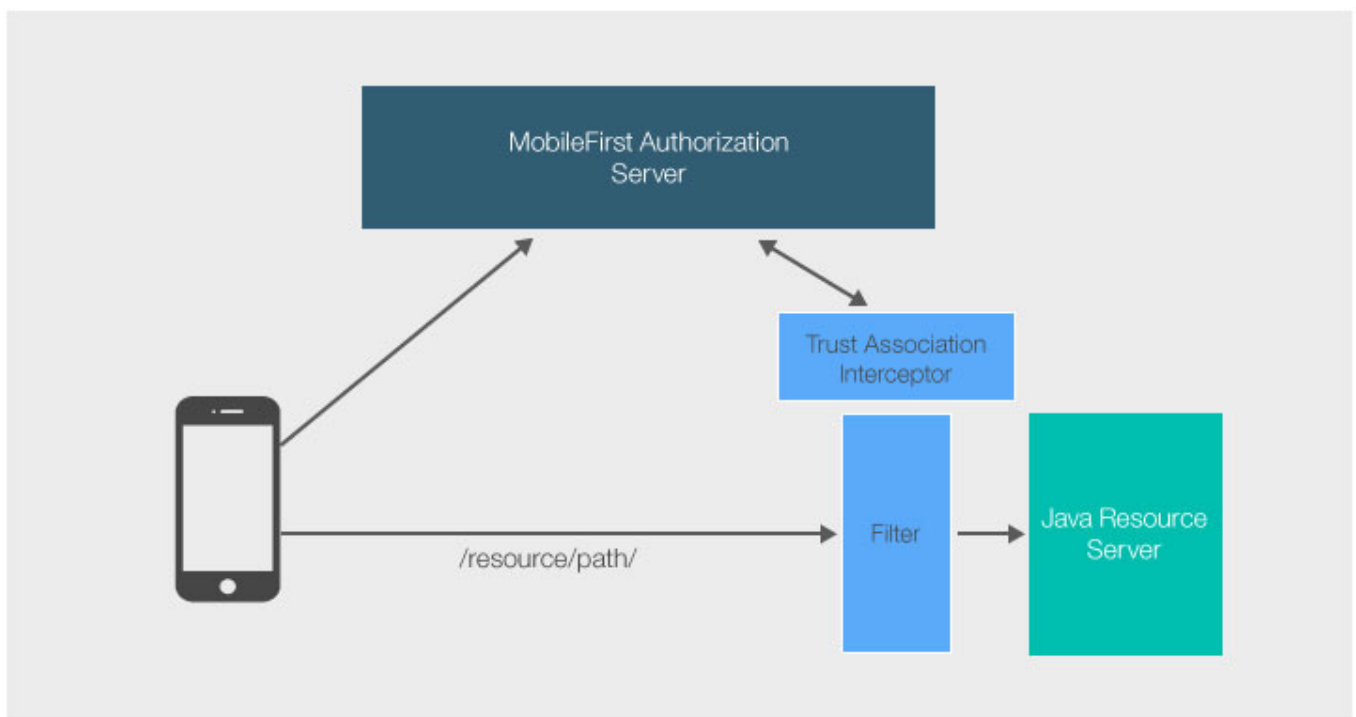 MobileFirst Authorization
Server
Trust Association
Interceptor
Filter
Java Resource
Server
/resource/path/